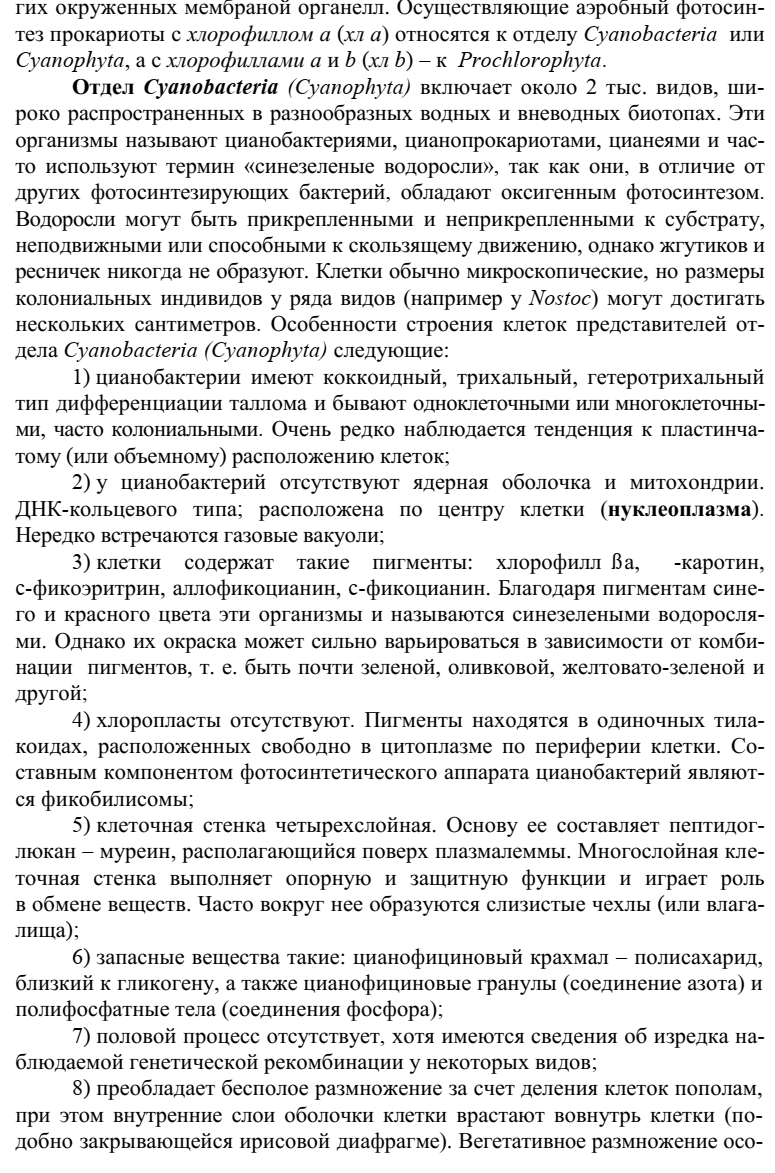 гих окруженных мембраной органелл. Осуществляющие аэробный фотосин-
тез прокариоты с хлорофиллом a (хл a) относятся к отделу Cyanobacteria или
Cyanophyta, а с хлорофиллами a и b (хл b) – к Prochlorophyta.
Отдел Cyanobacteria (Cyanophyta) включает около 2 тыс. видов, ши-
роко распространенных в разнообразных водных и вневодных биотопах. Эти
организмы называют цианобактериями, цианопрокариотами, цианеями и час-
то используют термин «синезеленые водоросли», так как они, в отличие от
других фотосинтезирующих бактерий, обладают оксигенным фотосинтезом.
Водоросли могут быть прикрепленными и неприкрепленными к субстрату,
неподвижными или способными к скользящему движению, однако жгутиков и
ресничек никогда не образуют. Клетки обычно микроскопические, но размеры
колониальных индивидов у ряда видов (например у Nostoc) могут достигать
нескольких сантиметров. Особенности строения клеток представителей от-
дела Cyanobacteria (Cyanophyta) следующие:
1) цианобактерии имеют коккоидный, трихальный, гетеротрихальный
тип дифференциации таллома и бывают одноклеточными или многоклеточны-
ми, часто колониальными. Очень редко наблюдается тенденция к пластинча-
тому (или объемному) расположению клеток;
2) у цианобактерий отсутствуют ядерная оболочка и митохондрии.
ДНК-кольцевого типа; расположена по центру клетки (нуклеоплазма).
Нередко встречаются газовые вакуоли;
3) клетки содержат такие пигменты: хлорофилл ßа, -каротин,
с-фикоэритрин, аллофикоцианин, с-фикоцианин. Благодаря пигментам сине-
го и красного цвета эти организмы и называются синезелеными водоросля-
ми. Однако их окраска может сильно варьироваться в зависимости от комби-
нации пигментов, т. е. быть почти зеленой, оливковой, желтовато-зеленой и
другой;
4) хлоропласты отсутствуют. Пигменты находятся в одиночных тила-
коидах, расположенных свободно в цитоплазме по периферии клетки. Со-
ставным компонентом фотосинтетического аппарата цианобактерий являют-
ся фикобилисомы;
5) клеточная стенка четырехслойная. Основу ее составляет пептидог-
люкан – муреин, располагающийся поверх плазмалеммы. Многослойная кле-
точная стенка выполняет опорную и защитную функции и играет роль
в обмене веществ. Часто вокруг нее образуются слизистые чехлы (или влага-
лища);
6) запасные вещества такие: цианофициновый крахмал – полисахарид,
близкий к гликогену, а также цианофициновые гранулы (соединение азота) и
полифосфатные тела (соединения фосфора);
7) половой процесс отсутствует, хотя имеются сведения об изредка на-
блюдаемой генетической рекомбинации у некоторых видов;
8) преобладает бесполое размножение за счет деления клеток пополам,
при этом внутренние слои оболочки клетки врастают вовнутрь клетки (по-
добно закрывающейся ирисовой диафрагме). Вегетативное размножение осо-